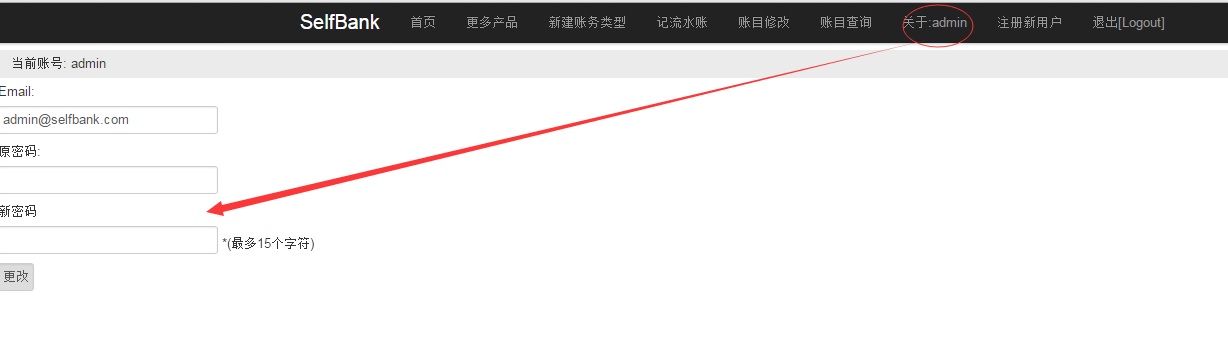 SelfBank 首页 更多产品 新建账务类型 记流水账 账目修改 账目查询 关于:admin 注册新用户 退出[Logout]
当前账号: admin
Email:
admin@selfbank.com
原密码:
新密码
*(最多15个字符)
更改